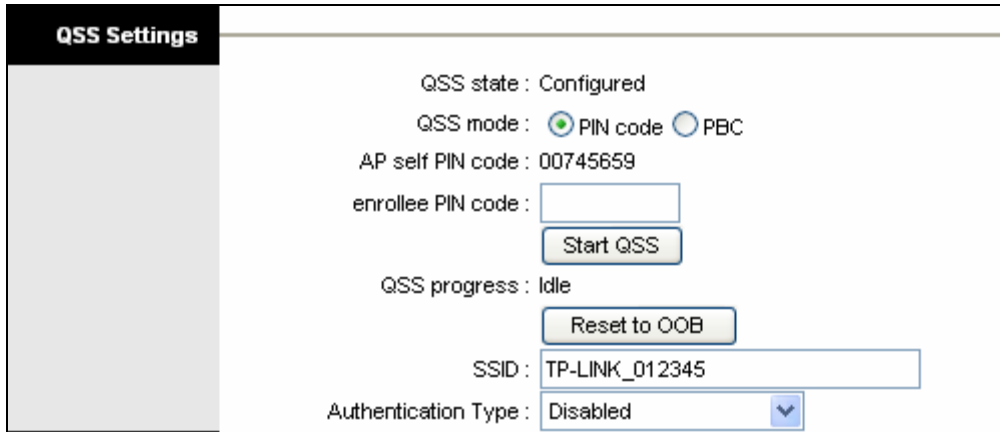 QSS Settings
QSS state : Configured
QSS mode : PIN code PBC
AP self PIN code : 00745659
enrollee PIN code :
Start QSS
QSS progress : Idle
Reset to OOB
SSID : TP-LINK_012345
Authentication Type : Disabled